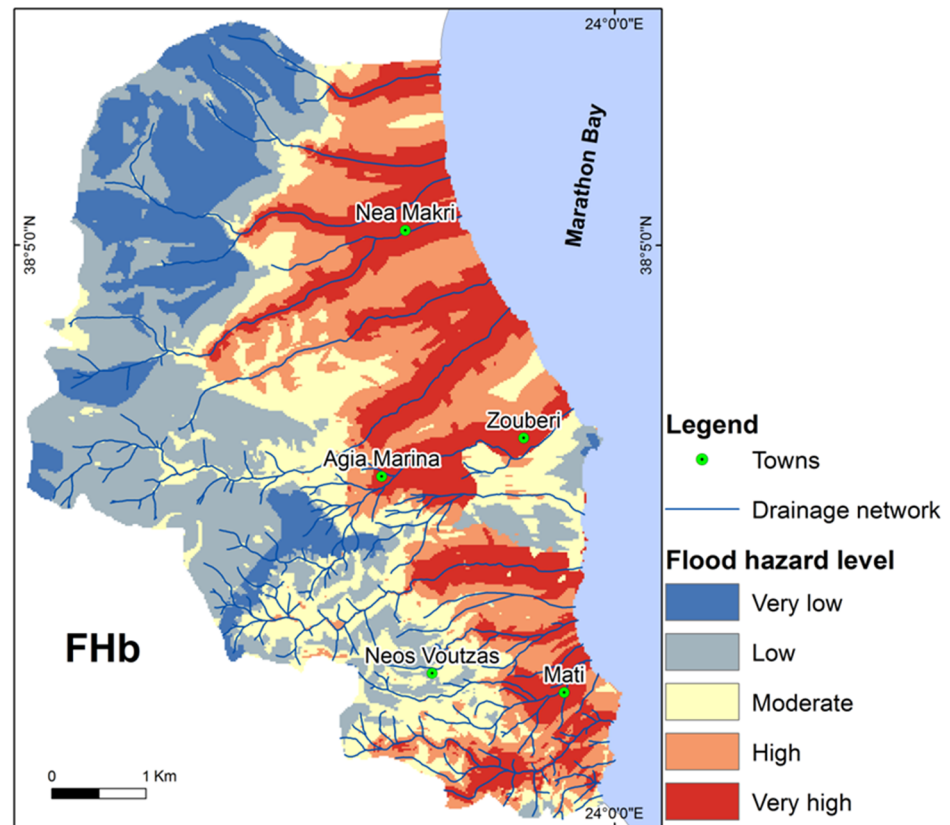 24°0'0"E
Marathon Bay
38°5'0"N
38°5'0"N
Nea Makri
Zouberi
Agia Marina
Neos Voutzas
Mati
FHb
0 1 Km
24°0'0"E
Legend
Towns
Drainage network
Flood hazard level
Very low
Low
Moderate
High
Very high